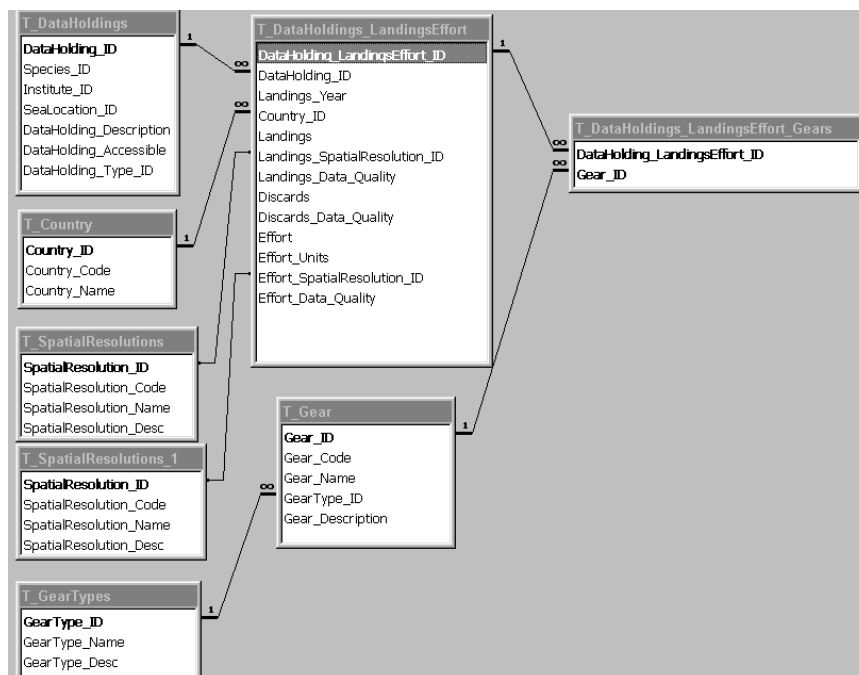 T_DataHoldings
DataHolding_ID
Species_ID
Institute_ID
SeaLocation_ID
DataHolding_Description
DataHolding_Accessible
DataHolding_Type_ID
1
∞
T_DataHoldings_LandingsEffort
DataHolding_LandingsEffort_ID
DataHolding_ID
Landings_Year
Country_ID
Landings
Landings_SpatialResolution_ID
Landings_Data_Quality
Discards
Discards_Data_Quality
Effort
Effort_Units
Effort_SpatialResolution_ID
Effort_Data_Quality
1
∞
T_DataHoldings_LandingsEffort_Gears
DataHolding_LandingsEffort_ID
Gear_ID
∞
∞
T_Country
Country_ID
Country_Code
Country_Name
1
T_SpatialResolutions
SpatialResolution_ID
SpatialResolution_Code
SpatialResolution_Name
SpatialResolution_Desc
T_SpatialResolutions_1
SpatialResolution_ID
SpatialResolution_Code
SpatialResolution_Name
SpatialResolution_Desc
T_Gear
Gear_ID
Gear_Code
Gear_Name
GearType_ID
Gear_Description
1
∞
T_GearTypes
GearType_ID
GearType_Name
GearType_Desc
1